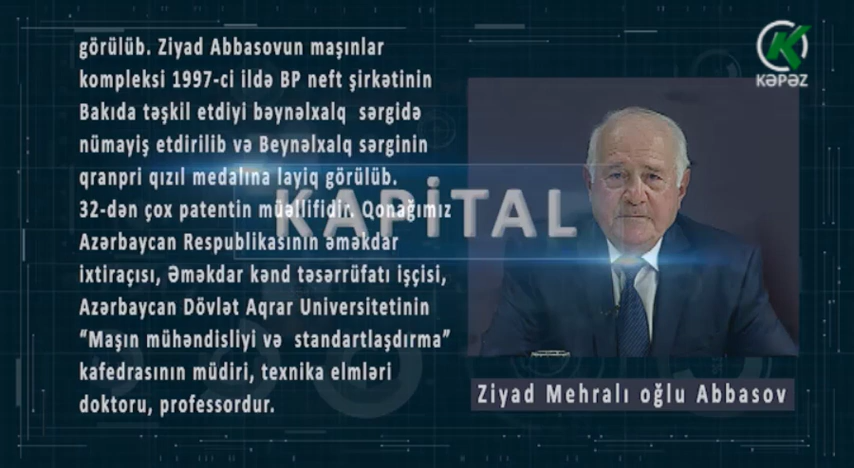 görülüb. Ziyad Abbasovun maşınlar
kompleksi 1997-ci ildə BP neft şirkətinin
Bakıda təşkil etdiyi bəynəlxalq sərgidə
nümayiş etdirilib və Beynəlxalq sərginin
qranpri qızıl medalına layiq görülüb.
32-dən çox patentin müəllifidir. Qonağımız
Azərbaycan Respublikasının əməkdar
ixtiraçısı, Əməkdar kənd təsərrüfatı işçisi,
Azərbaycan Dövlət Aqrar Universitetinin
“Maşın mühəndisliyi və standartlaşdırma”
kafedrasının müdiri, texnika elmləri
doktoru, professordur.
KAPİTAL
KƏPƏZ
Ziyad Mehralı oğlu Abbasov